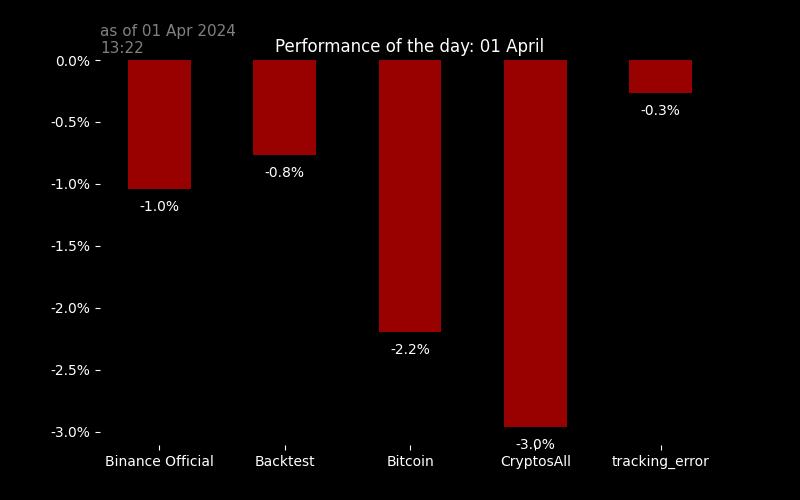 as of 01 Apr 2024
13:22
Performance of the day: 01 April
0.0%
-0.5%
-1.0%
-1.5%
-2.0%
-2.5%
-3.0%
-1.0%
-0.8%
-2.2%
-3.0%
-0.3%
Binance Official
Backtest
Bitcoin
CryptosAll
tracking_error